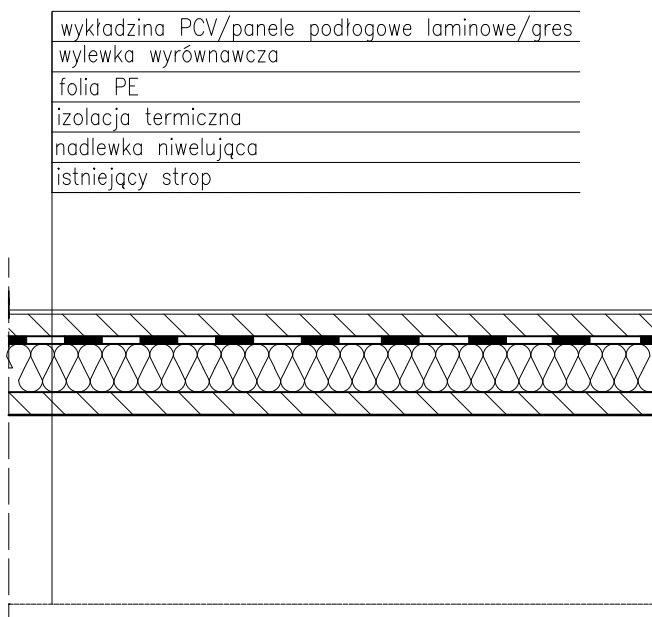 wykładzina PCV/panele podłogowe laminowe/gres
wylewka wyrównawcza
folia PE
izolacja termiczna
nadlewka niwelująca
istniejący strop